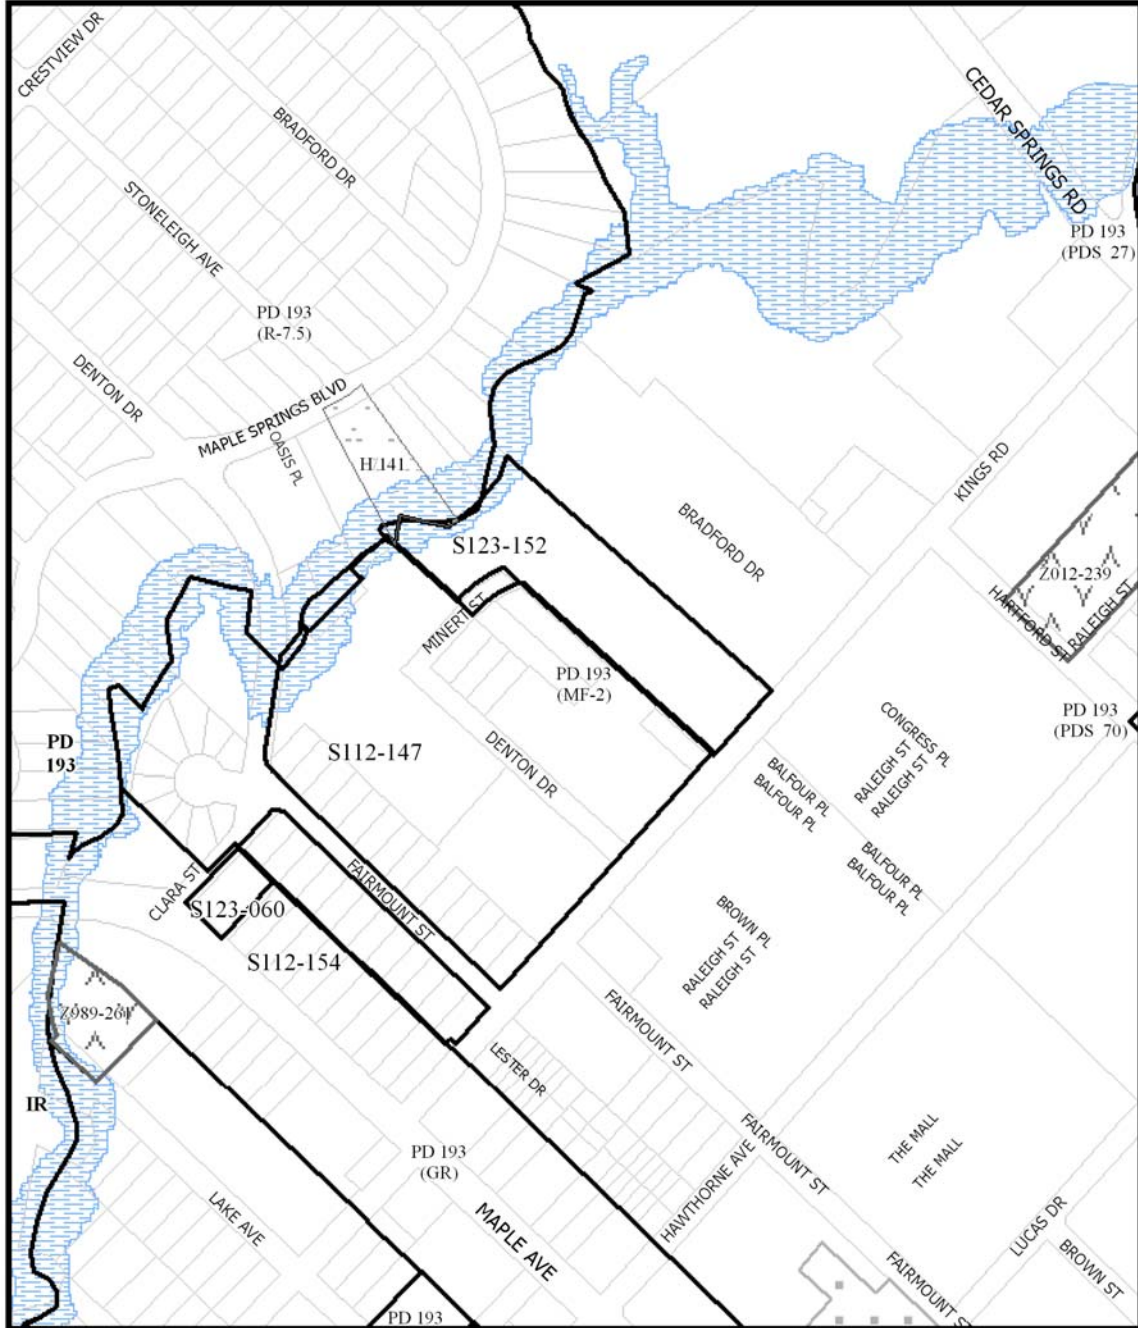 CRESTVIEW DR
BRADFORD DR
CEDAR SPRINGS RD
STONELEIGH AVE
PD 193
(PDS 27)
PD 193
(R-7.5)
DENTON DR
MAPLE SPRINGS BLVD
OASIS PL
H/141
KINGS RD
BRADFORD DR
S123-152
Z012-239
HARTFORD ST
RALEIGH ST
MINERT ST
PD 193
(MF-2)
PD 193
(PDS 70)
CONGRESS PL
RALEIGH ST
RALEIGH ST
PD
193
S112-147
DENTON DR
BALFOUR PL
BALFOUR PL
BALFOUR PL
BALFOUR PL
CLARA ST
FAIRMOUNT ST
S123-060
BROWN PL
RALEIGH ST
RALEIGH ST
S112-154
FAIRMOUNT ST
LESTER DR
IR
PD 193
(GR)
FAIRMOUNT ST
THE MALL
THE MALL
HAWTHORNE AVE
LAKE AVE
MAPLE AVE
LUCAS DR
BROWN ST
FAIRMOUNT ST
PD 193